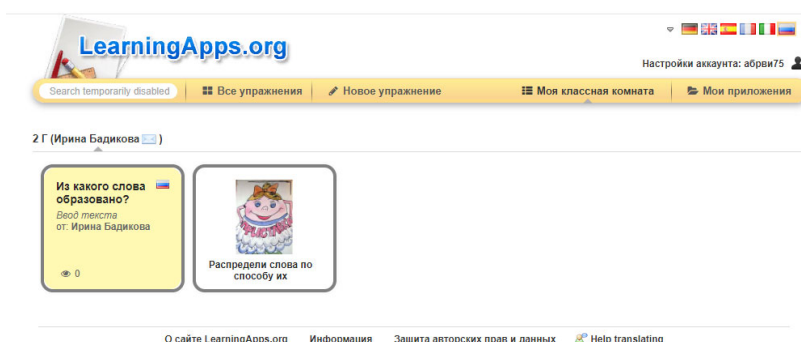 LearningApps.org
Настройки аккаунта: абрви75
Search temporarily disabled
Все упражнения
Новое упражнение
Моя классная комната
Мои приложения
2 Г (Ирина Бадикова )
Из какого слова образовано?
Ввод текста
от: Ирина Бадикова
0
Распредели слова по
способу их
О сайте LearningApps.org Информация Защита авторских прав и данных Help translating